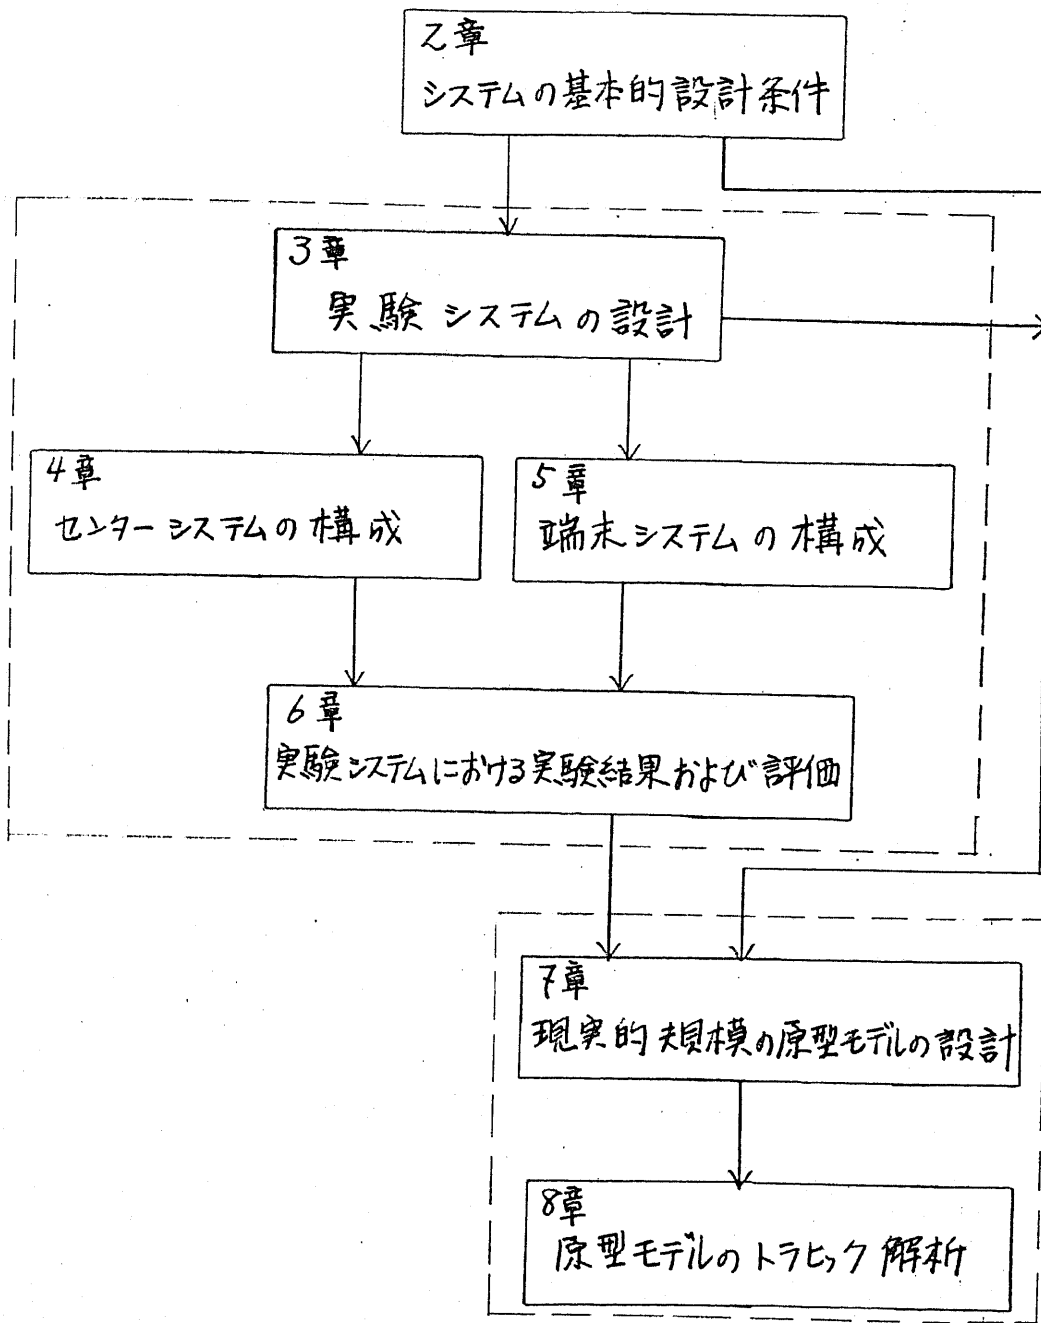 2章
システムの基本的設計条件
3章
実験システムの設計
4章
センターシステムの構成
5章
端末システムの構成
6章
実験システムにおける実験結果および評価
7章
現実的規模の原型モデルの設計
8章
原型モデルのトラヒック解析